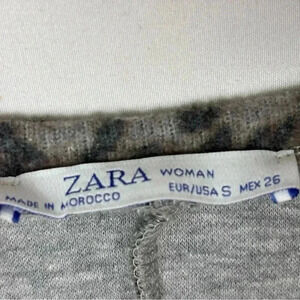 ZARA WOMAN
MADE IN MOROCCO EUR/USA S MEX 26